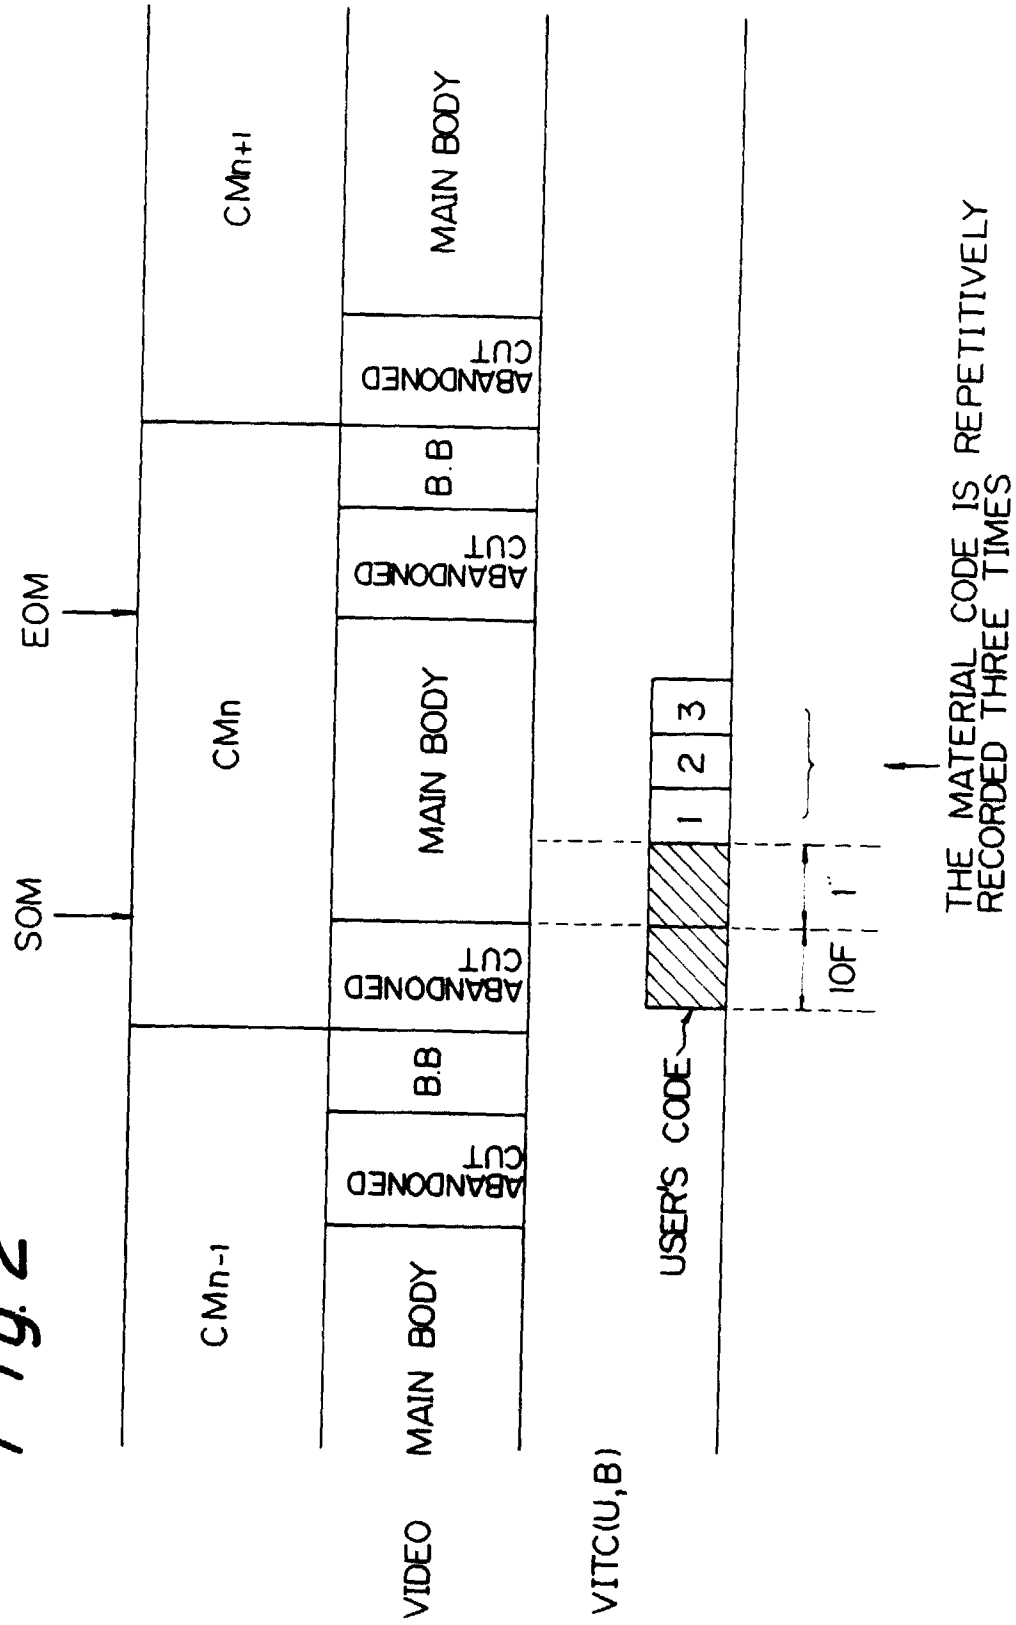 Fig. 2
SOM
EOM
CMn-1
CMn
CMn+1
VIDEO
MAIN BODY
ABANDONED
CUT
B.B
ABANDONED
CUT
MAIN BODY
ABANDONED
CUT
B.B
ABANDONED
CUT
MAIN BODY
VITC(U,B)
USER'S CODE
1
2
3
10F
1
THE MATERIAL CODE IS REPETITIVELY
RECORDED THREE TIMES